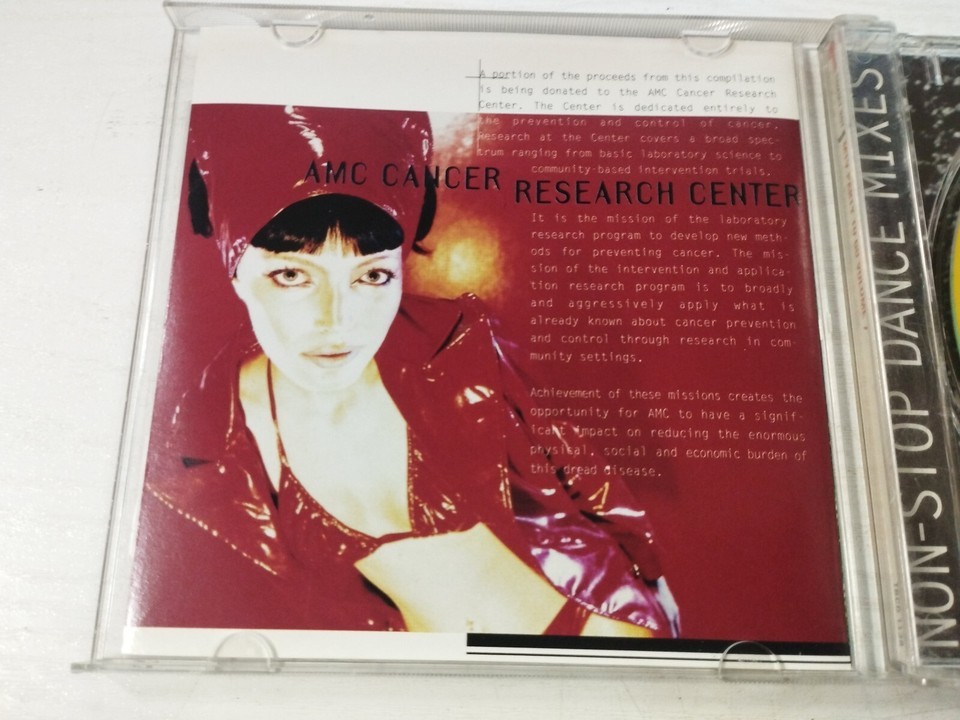 A portion of the proceeds from this compilation
is being donated to the AMC Cancer Research
Center. The Center is dedicated entirely to
the prevention and control of cancer.
Research at the Center covers a broad spec-
trum ranging from basic laboratory science to
community-based intervention trials.
AMC CANCER RESEARCH CENTER
It is the mission of the laboratory
research program to develop new meth-
ods for preventing cancer. The mis-
sion of the intervention and applica-
tion research program is to broadly
and aggressively apply what is
already known about cancer prevention
and control through research in com-
munity settings.
Achievement of these missions creates the
opportunity for AMC to have a signif-
icant impact on reducing the enormous
physical, social and economic burden of
this dread disease.
NON-STOP DANCE MIXES